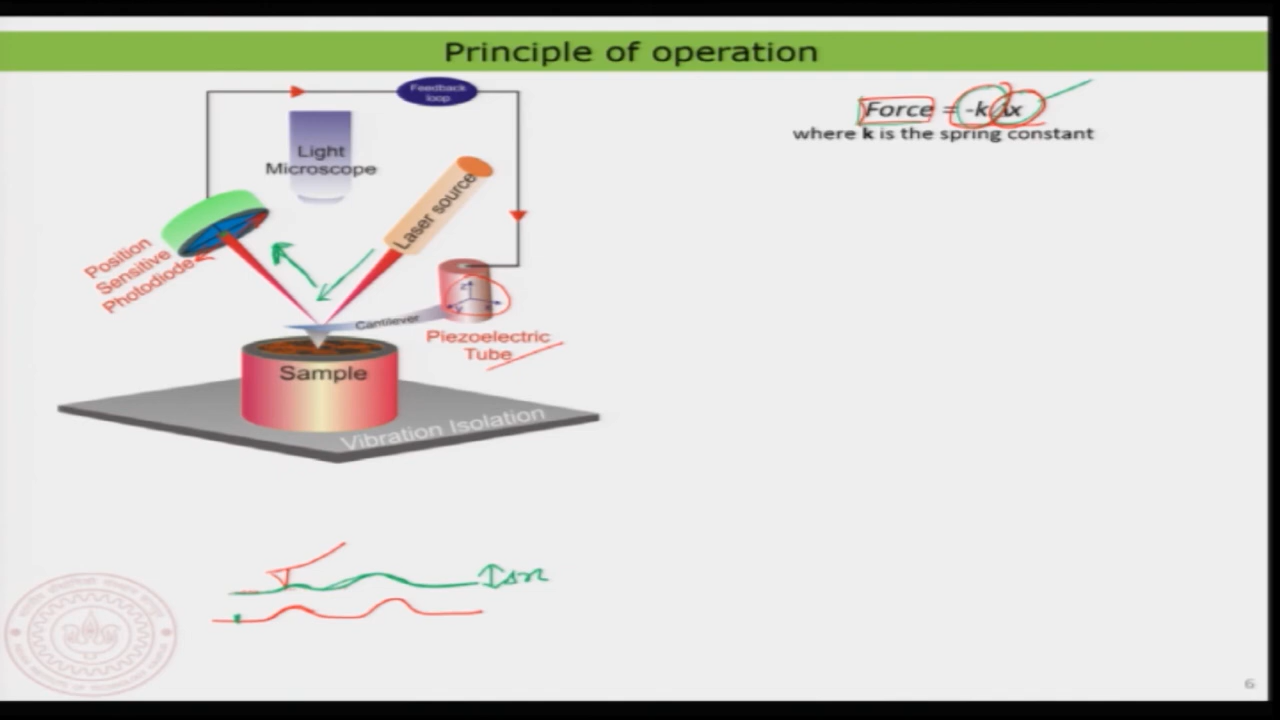 Principle of operation
Feedback
loop
Force = -k Δx
where k is the spring constant
Light
Microscope
Laser source
Position
Sensitive
Photodiode
Cantilever
Piezoelectric
Tube
Sample
Vibration Isolation
Δx
6